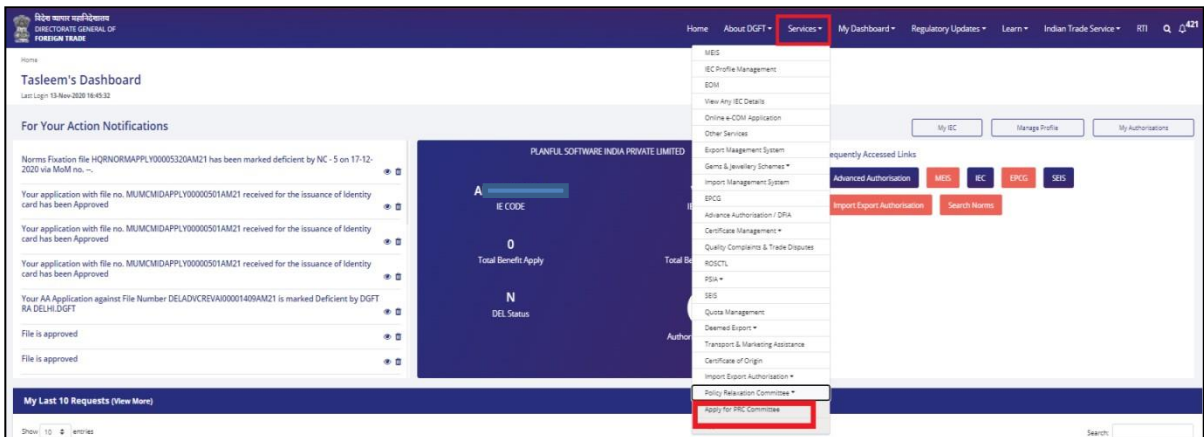 विदेश व्यापार महानिदेशालय
DIRECTORATE GENERAL OF
FOREIGN TRADE
Home
About DGFT
Services
My Dashboard
Regulatory Updates
Learn
Indian Trade Service
RTI
421
Home
Tasleem's Dashboard
Last Login 13-Nov-2020 16:45:32
For Your Action Notifications
Norms Fixation file HQRNORMAPPLY00005320AM21 has been marked deficient by NC - 5 on 17-12-
2020 via MoM no. --.
Your application with file no. MUMCMIDAPPLY00000501AM21 received for the issuance of Identity
card has been Approved
Your application with file no. MUMCMIDAPPLY00000501AM21 received for the issuance of Identity
card has been Approved
Your application with file no. MUMCMIDAPPLY00000501AM21 received for the issuance of Identity
card has been Approved
Your AA Application against File Number DELADVCREVAI00001409AM21 is marked Deficient by DGFT
RA DELHI.DGFT
File is approved
File is approved
PLANFUL SOFTWARE INDIA PRIVATE LIMITED
A
IE CODE
IE
0
Total Benefit Apply
Total Be
N
DEL Status
Author
MEIS
IEC Profile Management
EODM
View Any IEC Details
Online e-COM Application
Other Services
Export Maagement System
Gems & Jewellery Schemes
Import Management System
EPCG
Advance Authorisation / DFIA
Certificate Management
Quality Complaints & Trade Disputes
ROSCTL
PSIA
SEIS
Quota Management
Deemed Export
Transport & Marketing Assistance
Certificate of Origin
Import Export Authorisation
Policy Relaxation Committee
Apply for PRC Committee
My IEC
Manage Profile
My Authorisations
equently Accessed Links
Advanced Authorisation
MEIS
IEC
EPCG
SEIS
Import Export Authorisation
Search Norms
My Last 10 Requests (View More)
Show 10 entries
Search: